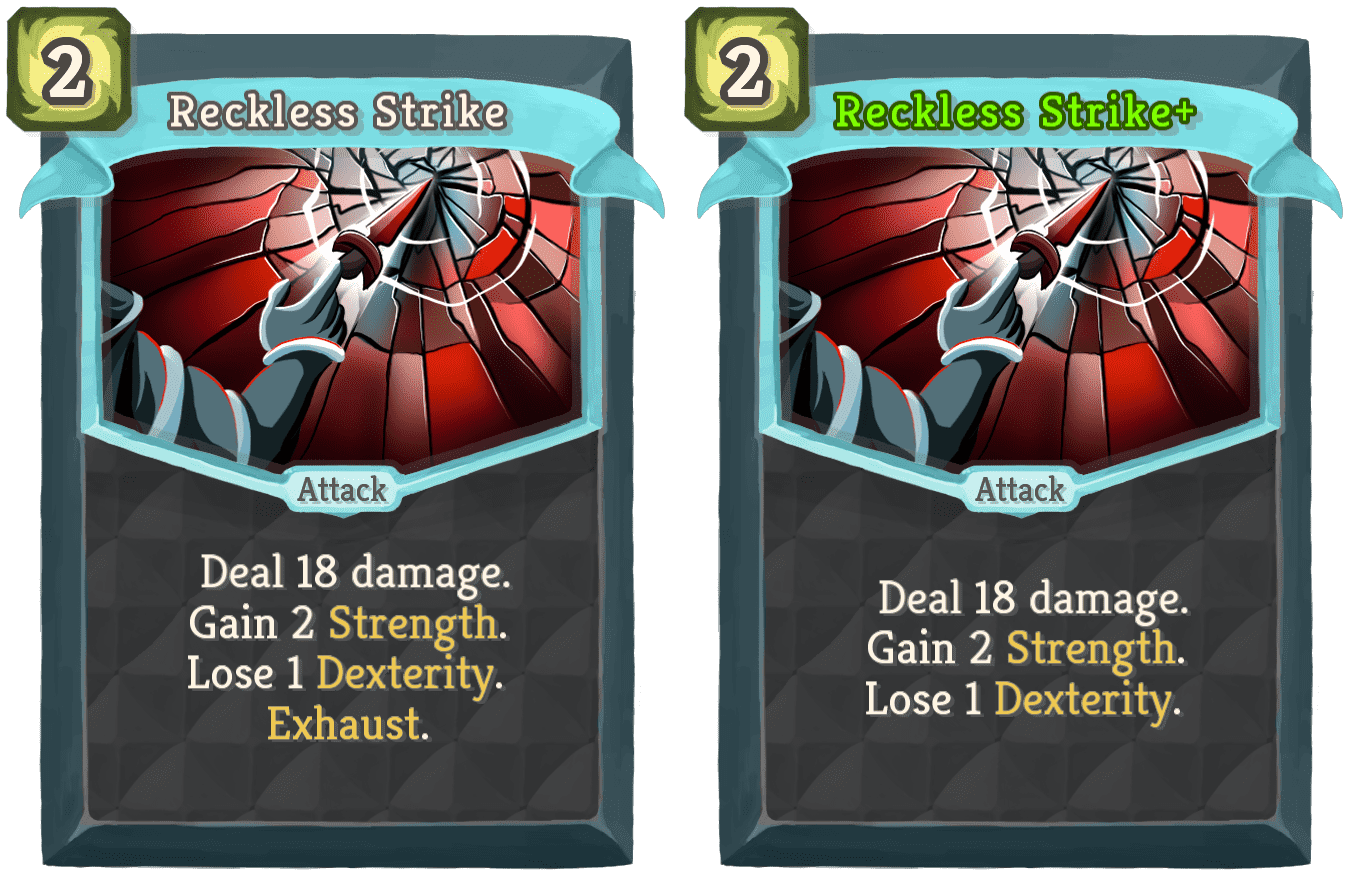 2
Reckless Strike
Attack
Deal 18 damage.
Gain 2 Strength.
Lose 1 Dexterity.
Exhaust.
2
Reckless Strike+
Attack
Deal 18 damage.
Gain 2 Strength.
Lose 1 Dexterity.